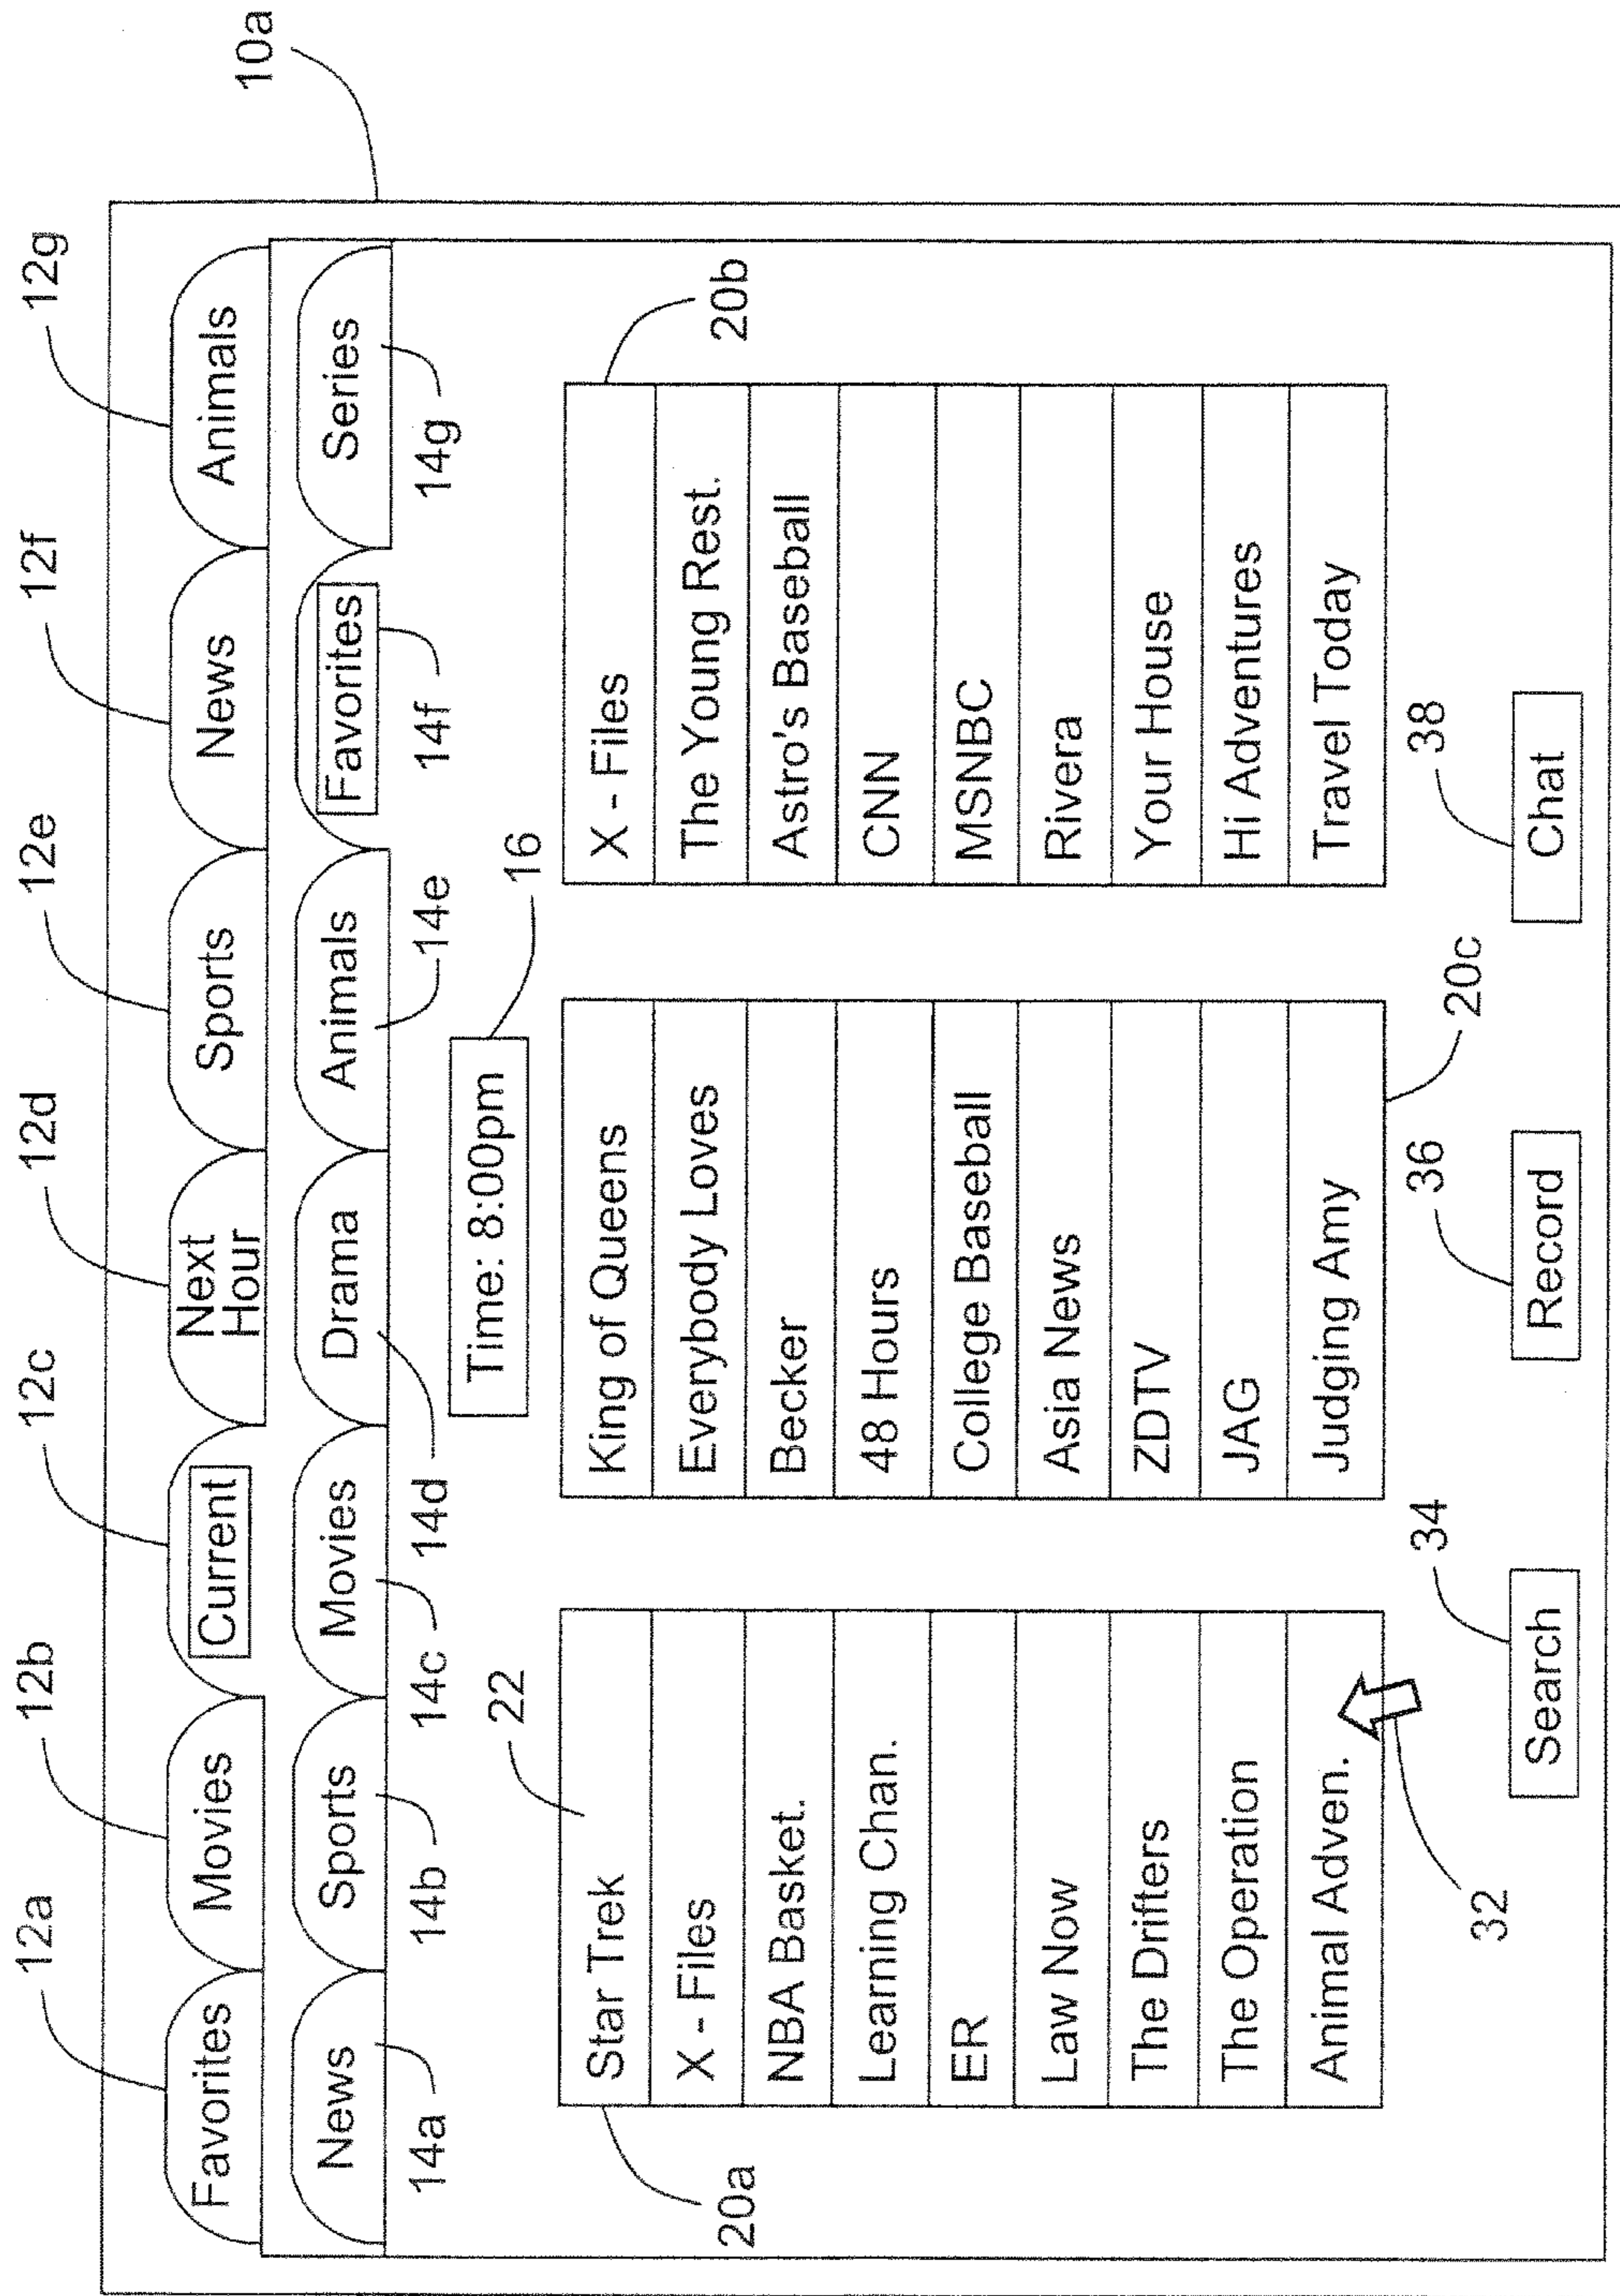 10a
12a
12b
12c
12d
12e
12f
12g
Favorites
Movies
Current
Next
Hour
Sports
News
Animals
News
Sports
Movies
Drama
Animals
Favorites
Series
14a
14b
14c
14d
14e
14f
14g
Time: 8:00pm
16
22
20a
Star Trek
X - Files
NBA Basket.
Learning Chan.
ER
Law Now
The Drifters
The Operation
Animal Adven.
32
King of Queens
Everybody Loves
Becker
48 Hours
College Baseball
Asia News
ZDTV
JAG
Judging Amy
20c
20b
X - Files
The Young Rest.
Astro's Baseball
CNN
MSNBC
Rivera
Your House
Hi Adventures
Travel Today
34
Search
36
Record
38
Chat